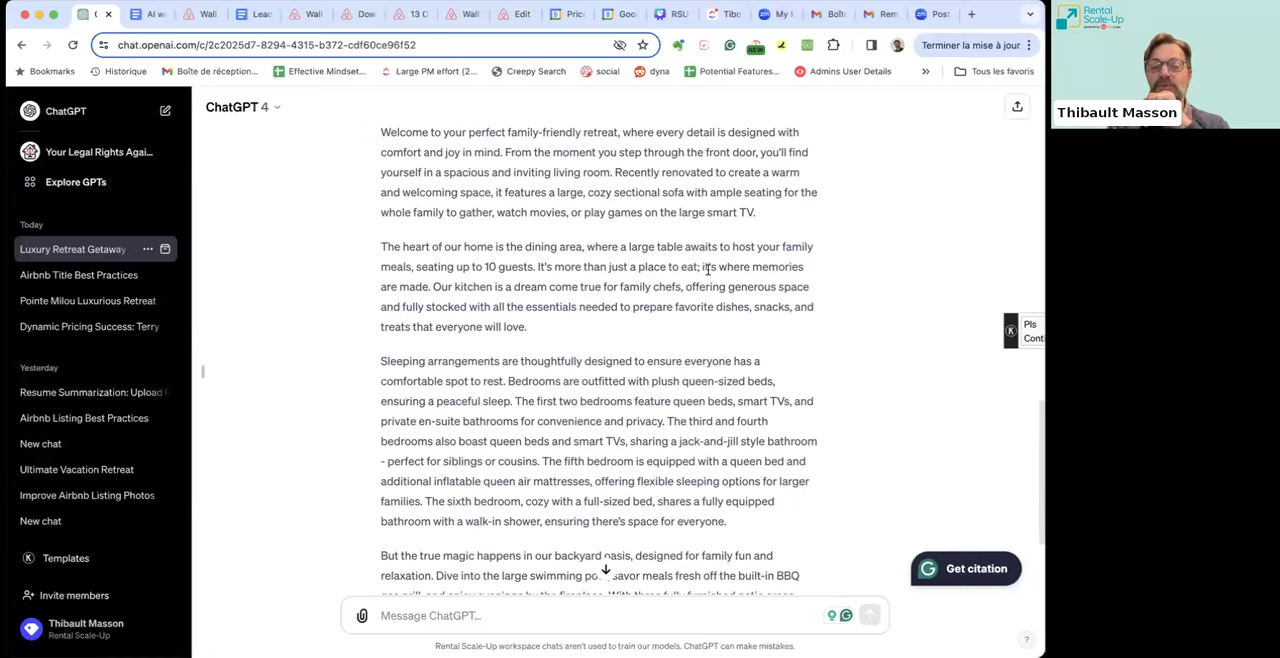 AI w
Wall
Lead
Wall
Dow
13 C
Wall
Edit
Pric
Goo
RSU
Tibo
My I
Boît
Rem
Post
chat.openai.com/c/2c2025d7-8294-4315-b372-cdf60ce96f52
NEW
Terminer la mise à jour
Bookmarks
Historique
Boîte de réception...
Effective Mindset...
Large PM effort (2...
Creepy Search
social
dyna
Potential Features...
Admins User Details
»
Tous les favoris
Rental
Scale-Up
Thibault Masson
ChatGPT
Your Legal Rights Agai...
Explore GPTs
Today
Luxury Retreat Getaway
Airbnb Title Best Practices
Pointe Milou Luxurious Retreat
Dynamic Pricing Success: Terry
Yesterday
Resume Summarization: Upload
Airbnb Listing Best Practices
New chat
Ultimate Vacation Retreat
Improve Airbnb Listing Photos
New chat
Templates
Invite members
Thibault Masson
Rental Scale-Up
ChatGPT 4
Welcome to your perfect family-friendly retreat, where every detail is designed with
comfort and joy in mind. From the moment you step through the front door, you'll find
yourself in a spacious and inviting living room. Recently renovated to create a warm
and welcoming space, it features a large, cozy sectional sofa with ample seating for the
whole family to gather, watch movies, or play games on the large smart TV.
The heart of our home is the dining area, where a large table awaits to host your family
meals, seating up to 10 guests. It's more than just a place to eat; it's where memories
are made. Our kitchen is a dream come true for family chefs, offering generous space
and fully stocked with all the essentials needed to prepare favorite dishes, snacks, and
treats that everyone will love.
Sleeping arrangements are thoughtfully designed to ensure everyone has a
comfortable spot to rest. Bedrooms are outfitted with plush queen-sized beds,
ensuring a peaceful sleep. The first two bedrooms feature queen beds, smart TVs, and
private en-suite bathrooms for convenience and privacy. The third and fourth
bedrooms also boast queen beds and smart TVs, sharing a jack-and-jill style bathroom
- perfect for siblings or cousins. The fifth bedroom is equipped with a queen bed and
additional inflatable queen air mattresses, offering flexible sleeping options for larger
families. The sixth bedroom, cozy with a full-sized bed, shares a fully equipped
bathroom with a walk-in shower, ensuring there's space for everyone.
But the true magic happens in our backyard oasis, designed for family fun and
relaxation. Dive into the large swimming savor meals fresh off the built-in BBQ
Pls
Conti
Get citation
Message ChatGPT...
Rental Scale-Up workspace chats aren't used to train our models. ChatGPT can make mistakes.
?